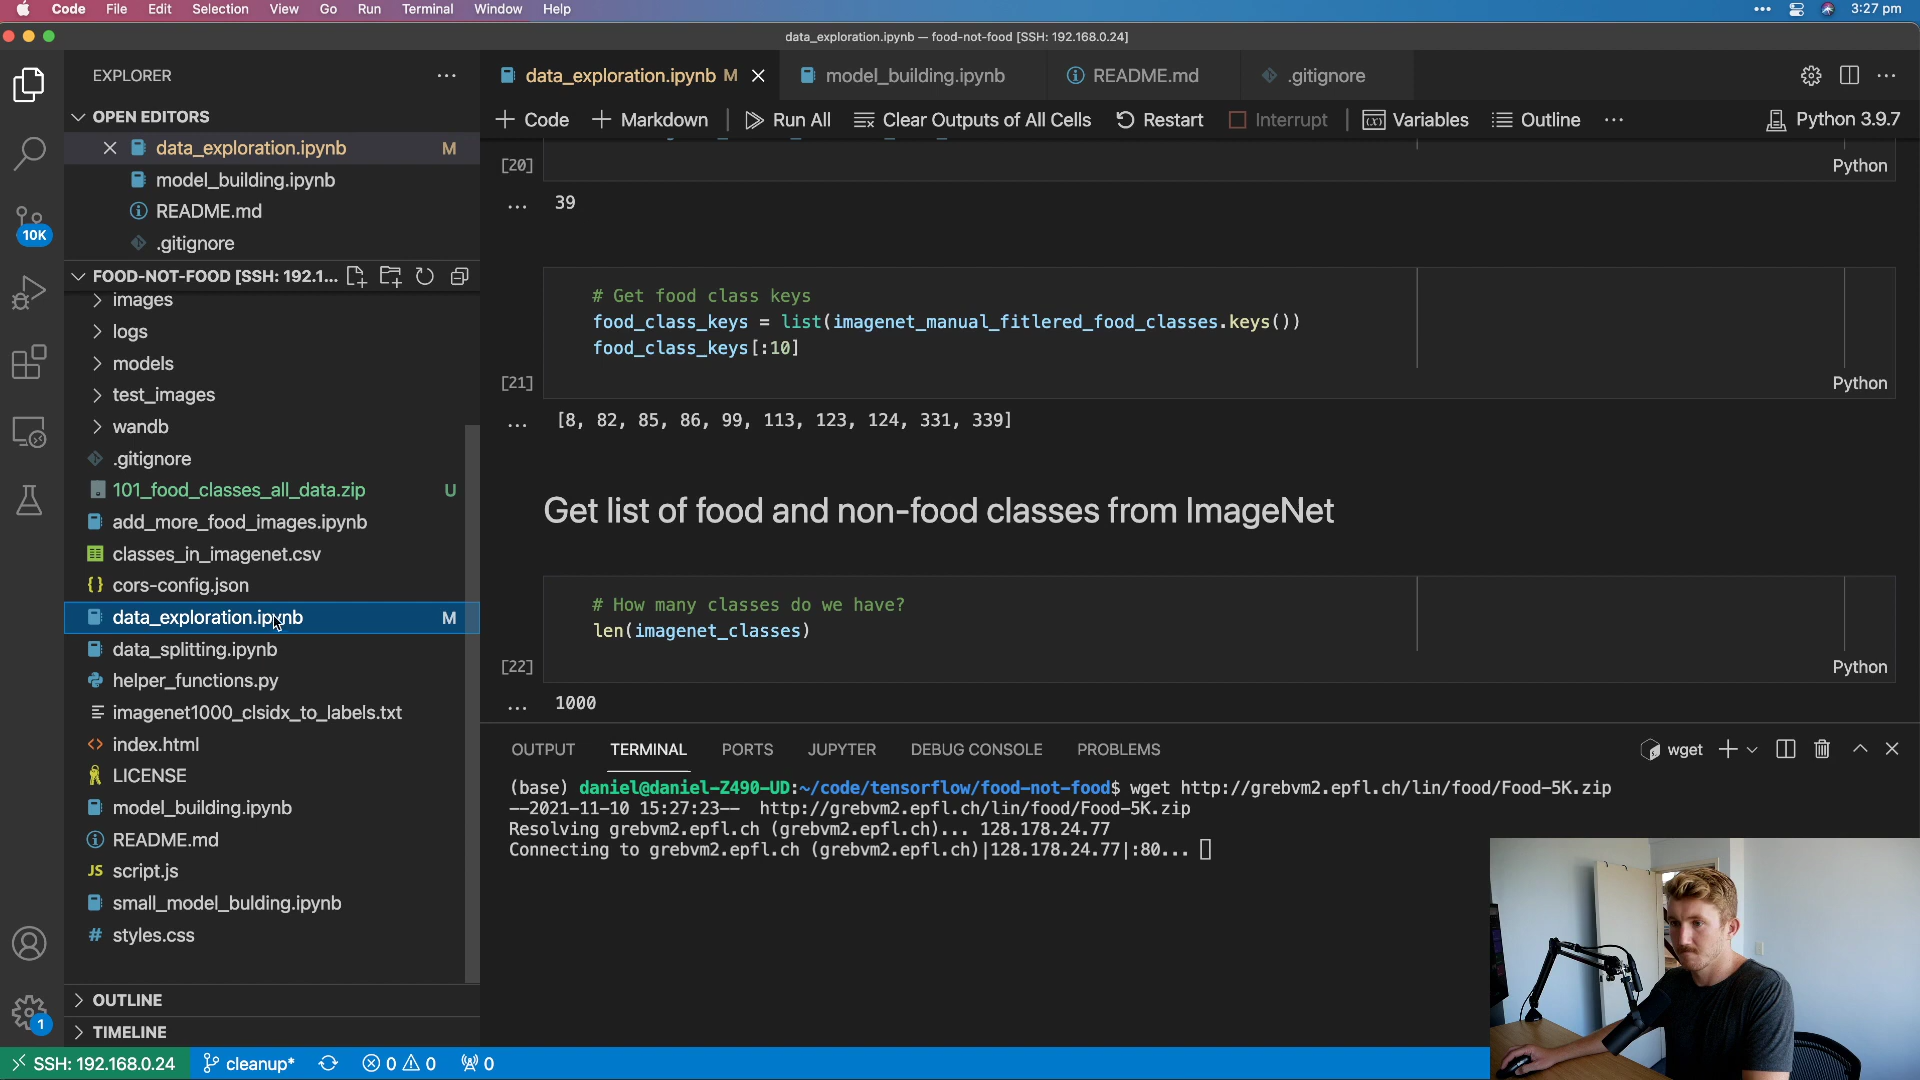 Code File Edit Selection View Go Run Terminal Window Help 3:27 pm
data_exploration.ipynb — food-not-food [SSH: 192.168.0.24]
EXPLORER
OPEN EDITORS
data_exploration.ipynb M
model_building.ipynb
README.md
.gitignore
10K
FOOD-NOT-FOOD [SSH: 192.1...
images
logs
models
test_images
wandb
.gitignore
101_food_classes_all_data.zip U
add_more_food_images.ipynb
classes_in_imagenet.csv
cors-config.json
data_exploration.ipynb M
data_splitting.ipynb
helper_functions.py
imagenet1000_clsidx_to_labels.txt
index.html
LICENSE
model_building.ipynb
README.md
JS script.js
small_model_bulding.ipynb
# styles.css
OUTLINE
1
TIMELINE
data_exploration.ipynb M model_building.ipynb README.md .gitignore
+ Code + Markdown Run All Clear Outputs of All Cells Restart Interrupt Variables Outline ... Python 3.9.7
[20] Python
... 39
# Get food class keys
food_class_keys = list(imagenet_manual_fitlered_food_classes.keys())
food_class_keys[:10]
[21] Python
... [8, 82, 85, 86, 99, 113, 123, 124, 331, 339]
Get list of food and non-food classes from ImageNet
# How many classes do we have?
len(imagenet_classes)
[22] Python
... 1000
OUTPUT TERMINAL PORTS JUPYTER DEBUG CONSOLE PROBLEMS wget
(base) daniel@daniel-Z490-UD:~/code/tensorflow/food-not-food$ wget http://grebvm2.epfl.ch/lin/food/Food-5K.zip
--2021-11-10 15:27:23-- http://grebvm2.epfl.ch/lin/food/Food-5K.zip
Resolving grebvm2.epfl.ch (grebvm2.epfl.ch)... 128.178.24.77
Connecting to grebvm2.epfl.ch (grebvm2.epfl.ch)|128.178.24.77|:80...
SSH: 192.168.0.24 cleanup* 0 0 0